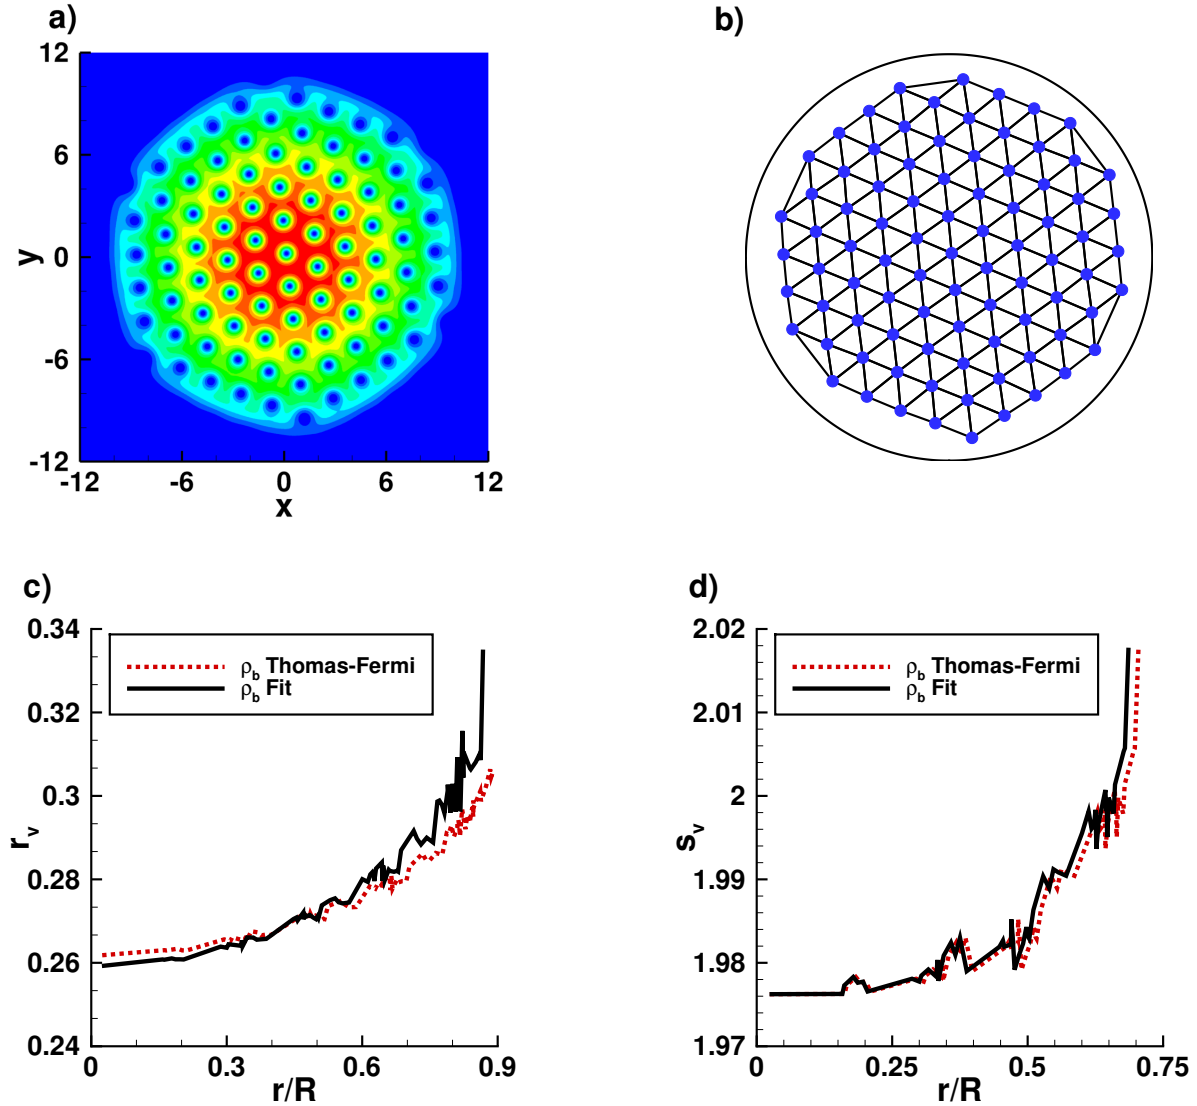 a)
b)
12
6
0
-6
-12
y
-12 -6 0 6 12
x
c)
d)
0.34
0.32
0.3
0.28
0.26
0.24
r_v
ρ_b Thomas-Fermi
ρ_b Fit
0 0.3 0.6 0.9
r/R
2.02
2.01
2
1.99
1.98
1.97
s_v
ρ_b Thomas-Fermi
ρ_b Fit
0 0.25 0.5 0.75
r/R